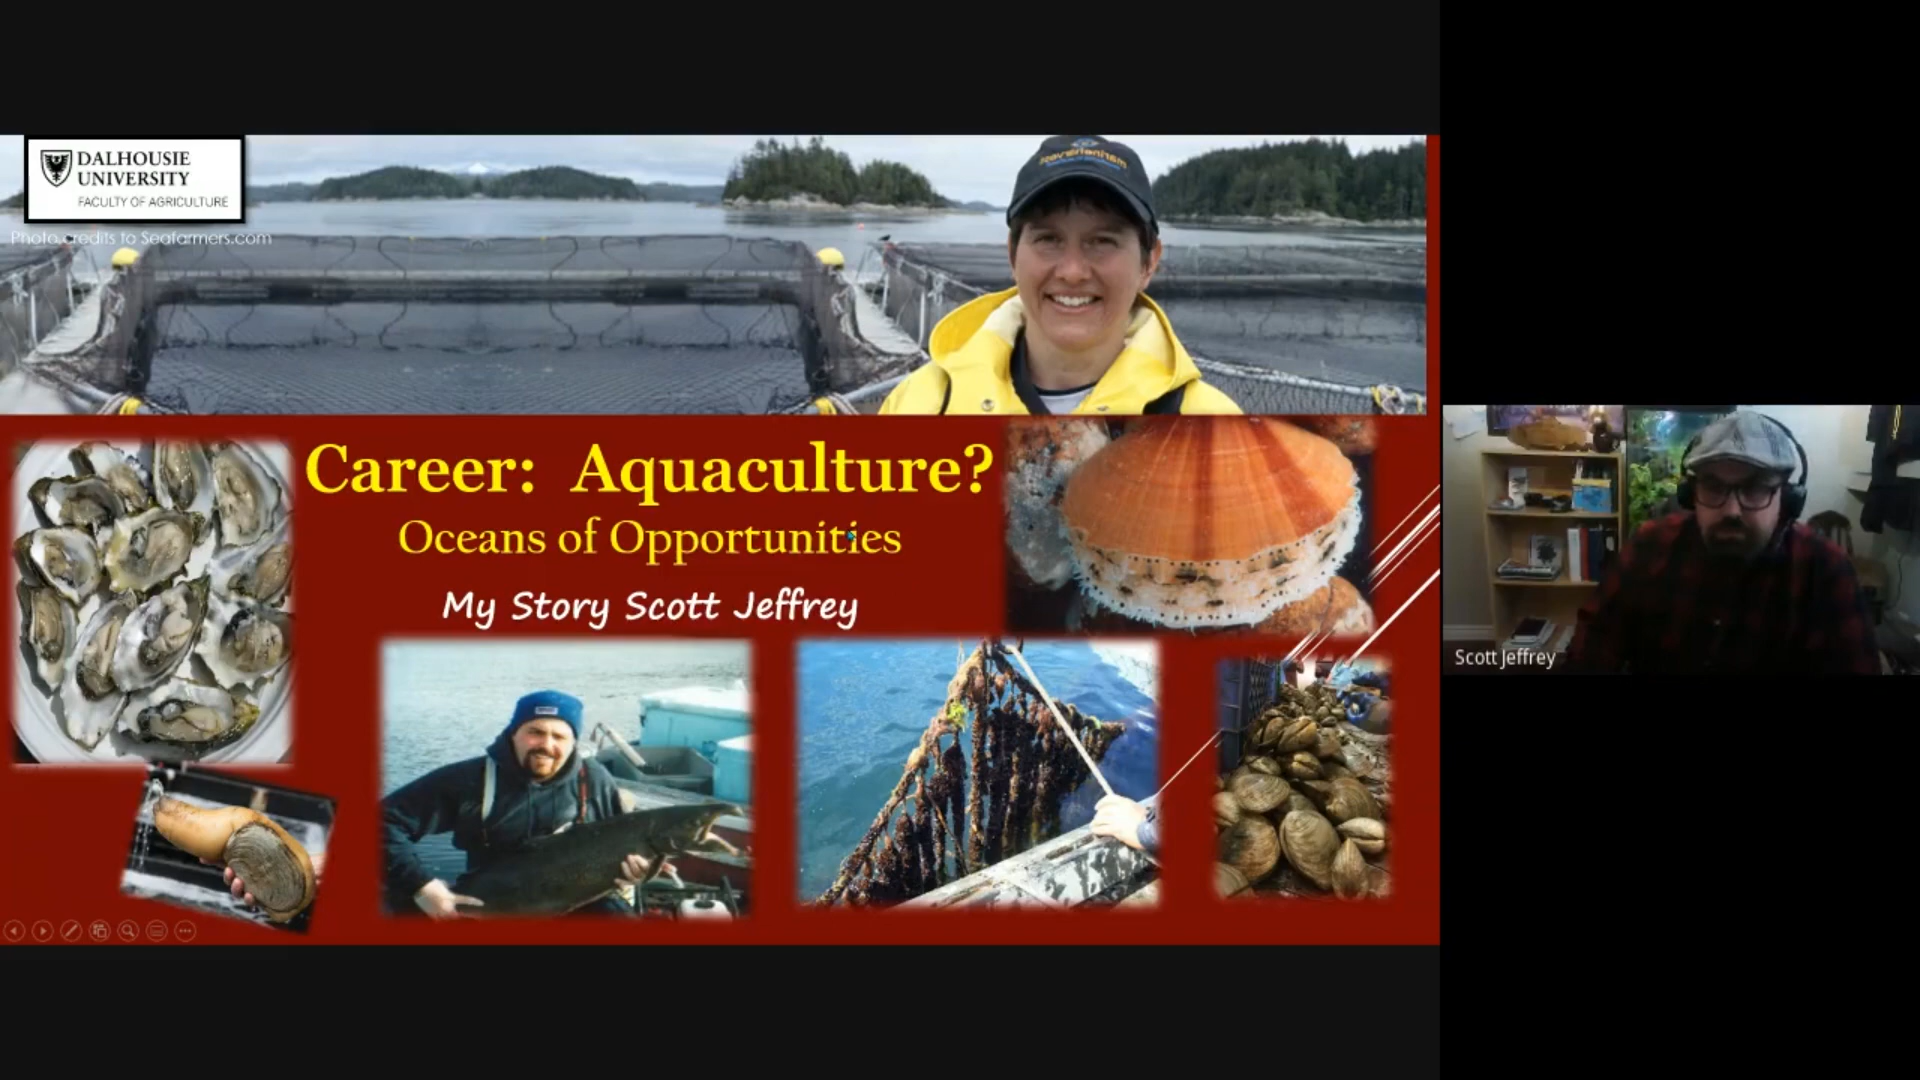 DALHOUSIE
UNIVERSITY
FACULTY OF AGRICULTURE
Photo credits to Seafarmers.com
Career: Aquaculture?
Oceans of Opportunities
My Story Scott Jeffrey
Scott Jeffrey